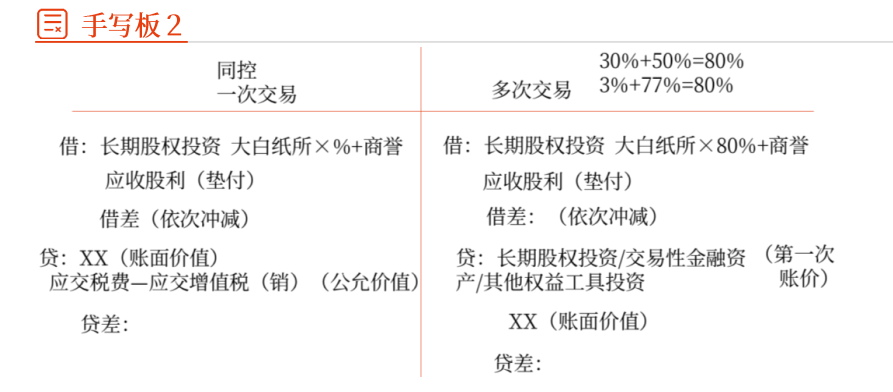 手写板2
同控
一次交易
借：长期股权投资 大白纸所×%+商誉
应收股利（垫付）
借差（依次冲减）
贷：XX（账面价值）
应交税费—应交增值税（销）（公允价值）
贷差：
30%+50%=80%
多次交易 3%+77%=80%
借：长期股权投资 大白纸所×80%+商誉
应收股利（垫付）
借差：（依次冲减）
贷：长期股权投资/交易性金融资
产/其他权益工具投资
（第一次
账价）
XX（账面价值）
贷差：